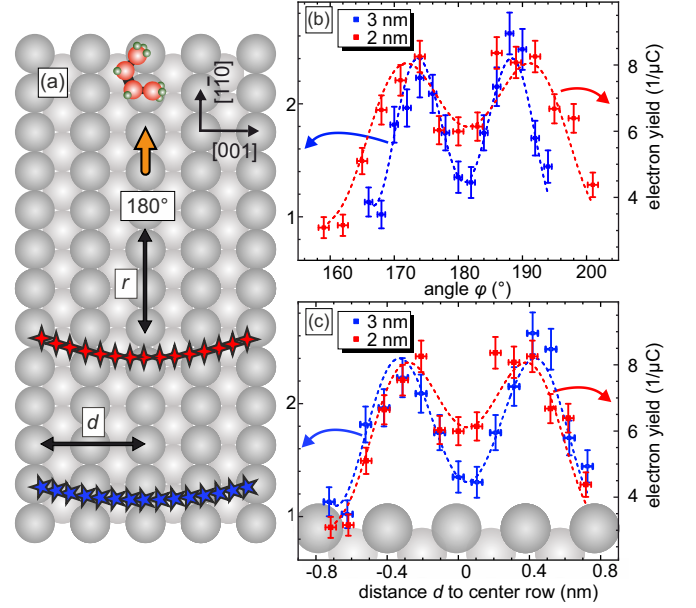 (a)
[11̅0]
[001]
180°
r
d
(b)
3 nm
2 nm
2
1
8
6
4
electron yield (1/μC)
160
170
180
190
200
angle φ (°)
(c)
3 nm
2 nm
2
1
8
6
4
electron yield (1/μC)
-0.8
-0.4
0
0.4
0.8
distance d to center row (nm)